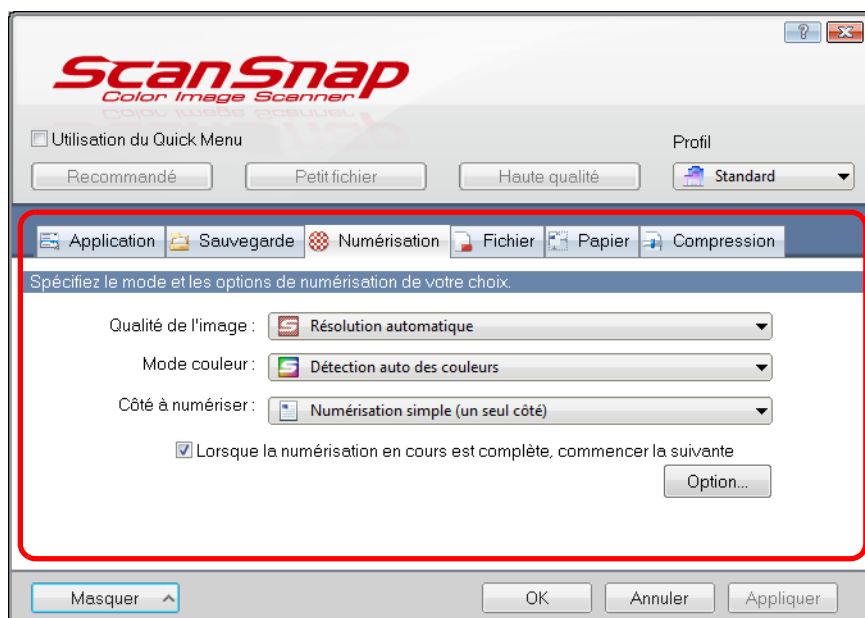 ScanSnap
Color Image Scanner
Utilisation du Quick Menu
Profil
Recommandé Petit fichier Haute qualité Standard
Application Sauvegarde Numérisation Fichier Papier Compression
Spécifiez le mode et les options de numérisation de votre choix.
Qualité de l'image : Résolution automatique
Mode couleur : Détection auto des couleurs
Côté à numériser : Numérisation simple (un seul côté)
Lorsque la numérisation en cours est complète, commencer la suivante
Option...
Masquer OK Annuler Appliquer